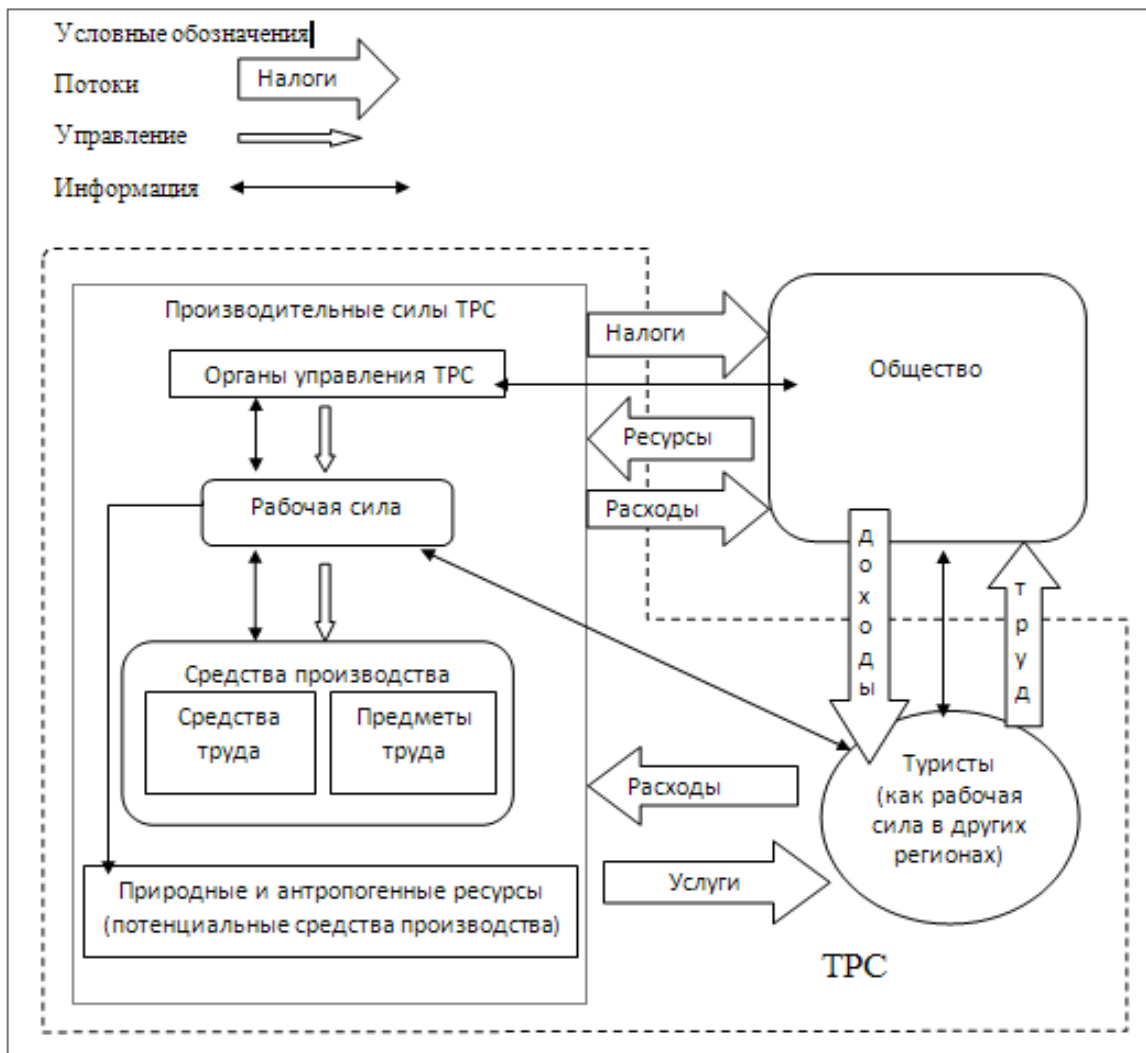 Условные обозначения
Потоки
Налоги
Управление
Информация
Производительные силы ТРС
Органы управления ТРС
Рабочая сила
Средства производства
Средства
труда
Предметы
труда
Природные и антропогенные ресурсы
(потенциальные средства производства)
Налоги
Ресурсы
Расходы
Общество
доходы
труд
Расходы
Услуги
Туристы
(как рабочая
сила в других
регионах)
ТРС